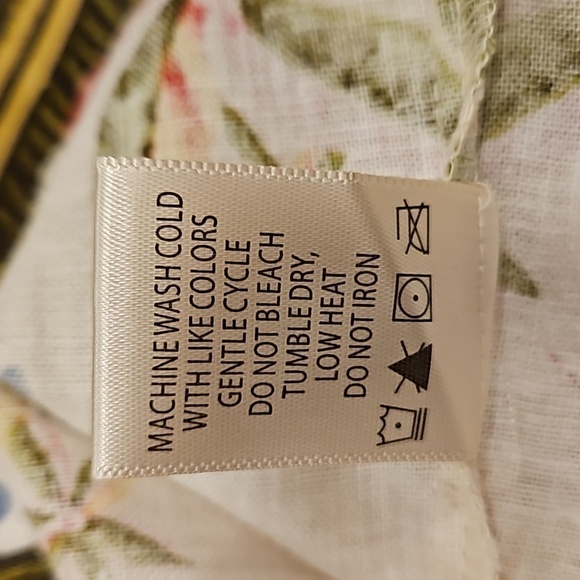 MACHINE WASH COLD
WITH LIKE COLORS
GENTLE CYCLE
DO NOT BLEACH
TUMBLE DRY,
LOW HEAT
DO NOT IRON